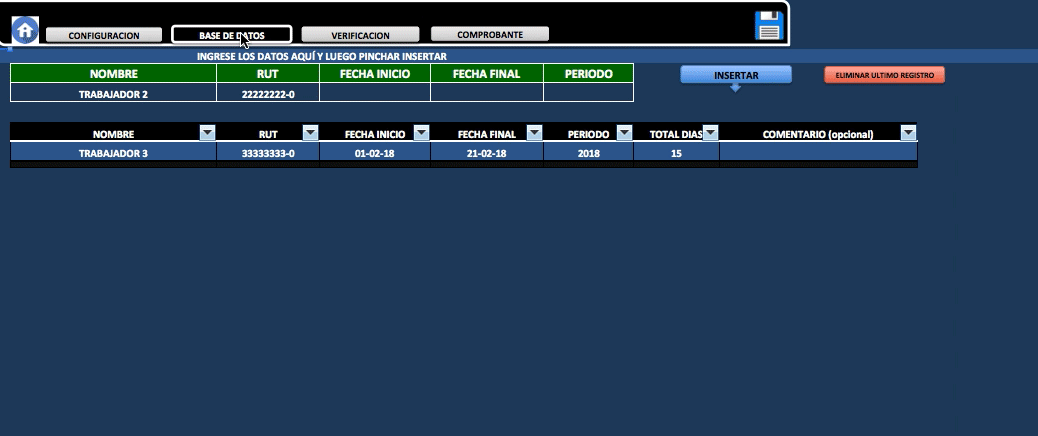 CONFIGURACION BASE DE DATOS VERIFICACION COMPROBANTE
INGRESE LOS DATOS AQUÍ Y LUEGO PINCHAR INSERTAR
NOMBRE RUT FECHA INICIO FECHA FINAL PERIODO INSERTAR ELIMINAR ULTIMO REGISTRO
TRABAJADOR 2 22222222-0
NOMBRE RUT FECHA INICIO FECHA FINAL PERIODO TOTAL DIAS COMENTARIO (opcional)
TRABAJADOR 3 33333333-0 01-02-18 21-02-18 2018 15